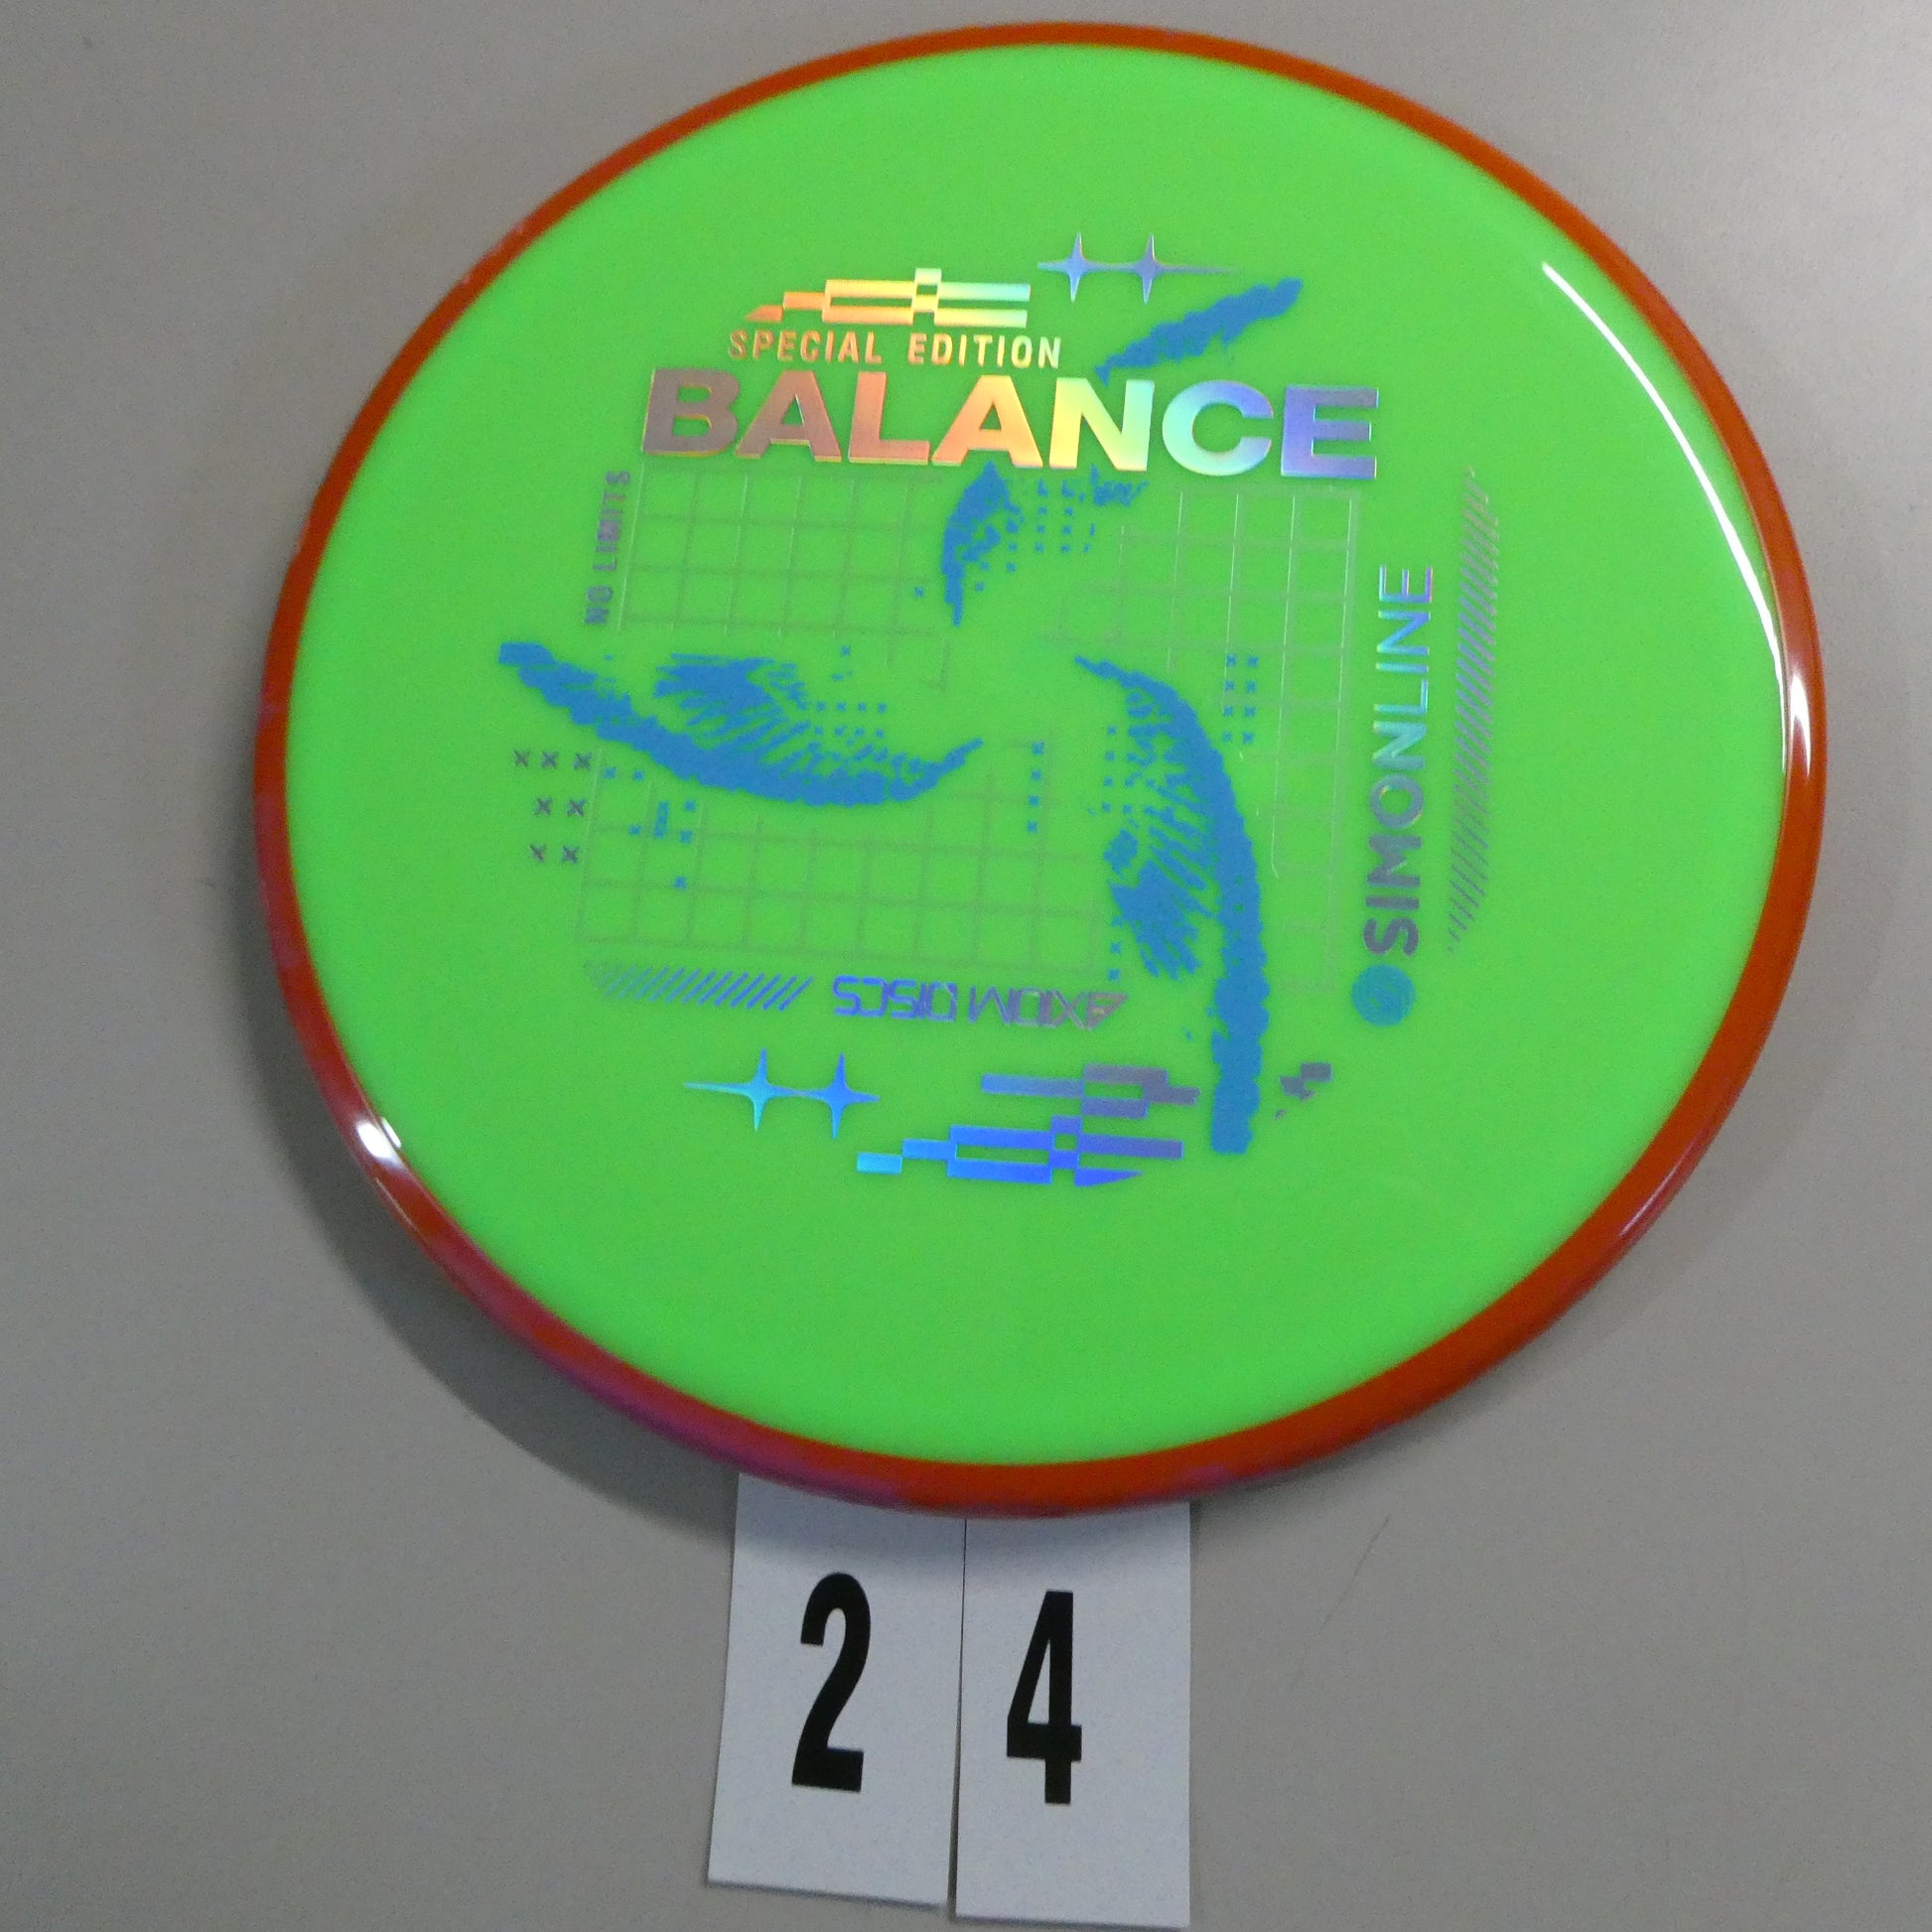 SPECIAL EDITION
BALANCE
NO LIMITS
SIMONLINE
AXIOM DISCS
2 4